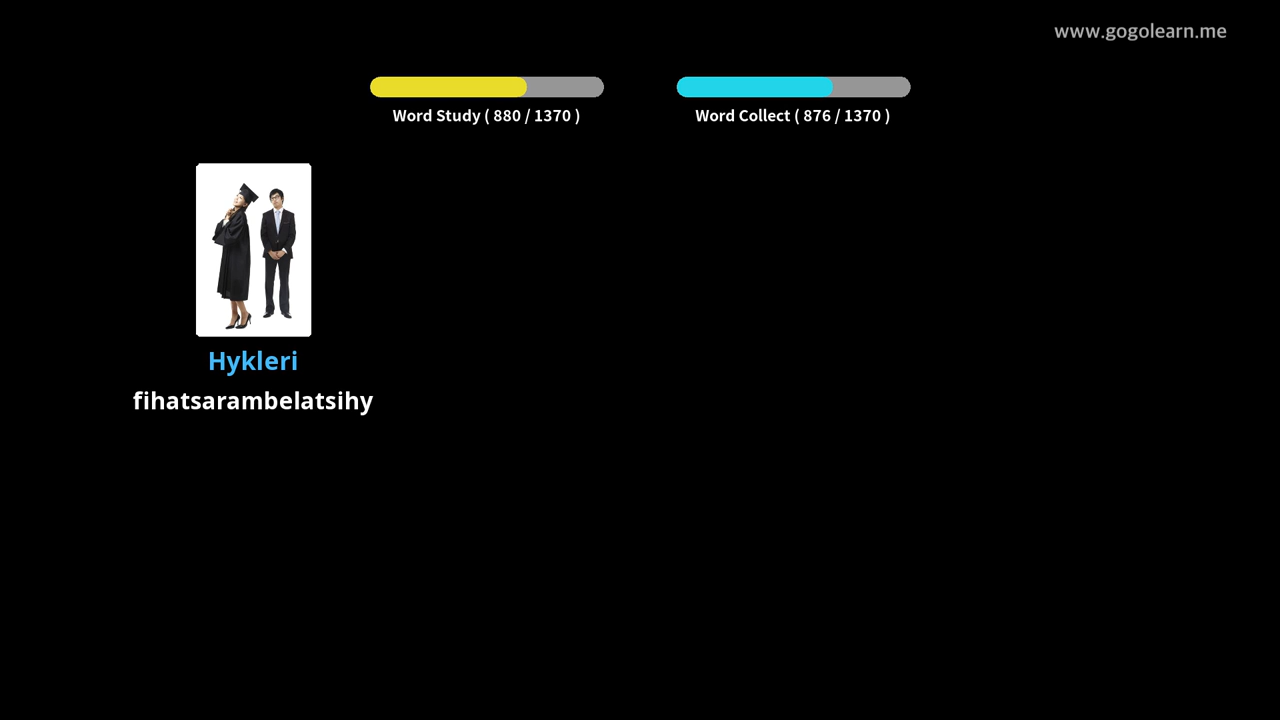 www.gogolearn.me
Word Study ( 880 / 1370 )
Word Collect ( 876 / 1370 )
Hykleri
fihatsarambelatsihy